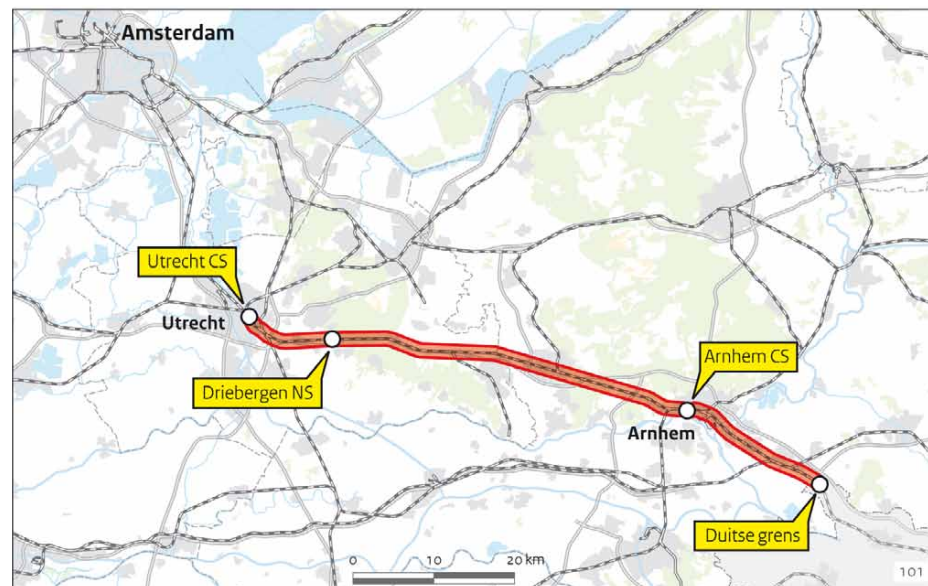 Amsterdam
Utrecht CS
Utrecht
Driebergen NS
Arnhem CS
Arnhem
Duitse grens
0 10 20 km
101